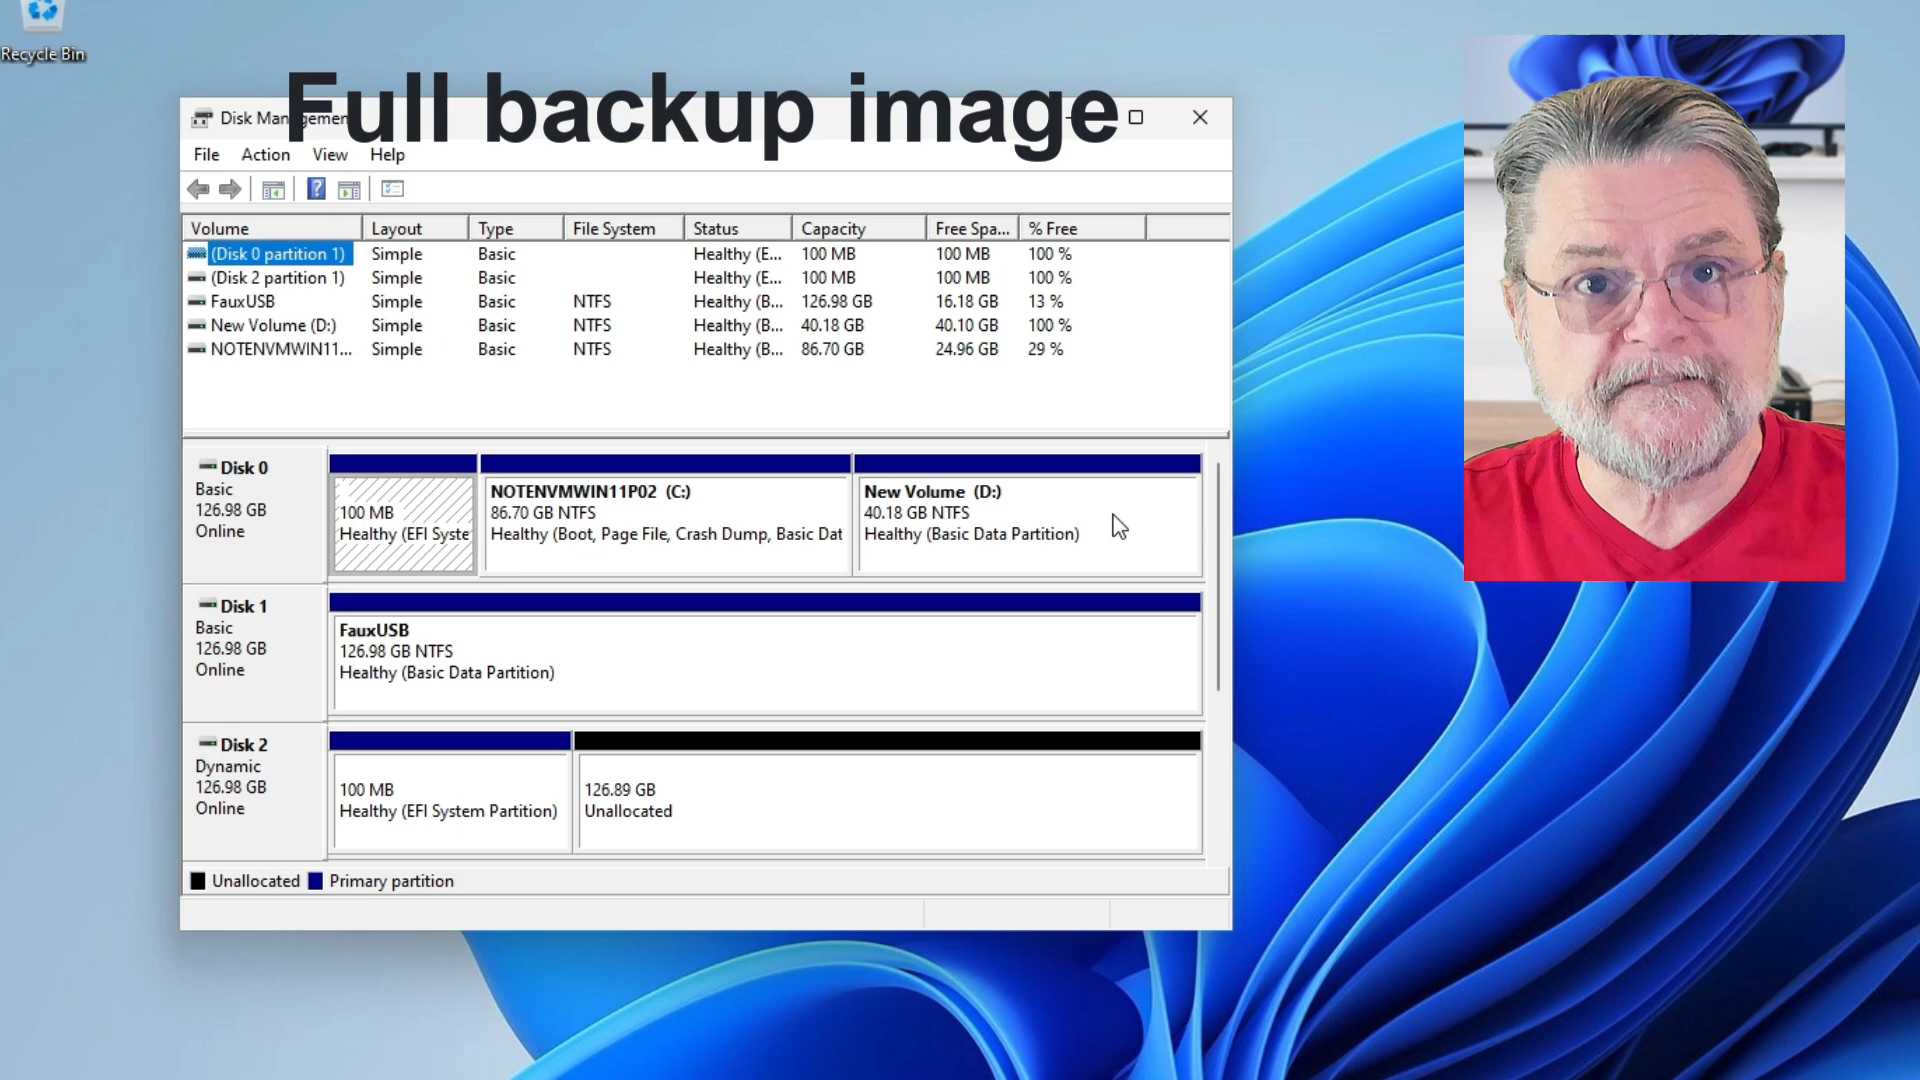 Recycle Bin
Full backup image
Disk Managemen
File Action View Help
Volume Layout Type File System Status Capacity Free Spa... % Free
(Disk 0 partition 1) Simple Basic Healthy (E... 100 MB 100 MB 100 %
(Disk 2 partition 1) Simple Basic Healthy (E... 100 MB 100 MB 100 %
FauxUSB Simple Basic NTFS Healthy (B... 126.98 GB 16.18 GB 13 %
New Volume (D:) Simple Basic NTFS Healthy (B... 40.18 GB 40.10 GB 100 %
NOTENVMWIN11... Simple Basic NTFS Healthy (B... 86.70 GB 24.96 GB 29 %
Disk 0
Basic
126.98 GB
Online
100 MB
Healthy (EFI Syste
NOTENVMWIN11P02 (C:)
86.70 GB NTFS
Healthy (Boot, Page File, Crash Dump, Basic Dat
New Volume (D:)
40.18 GB NTFS
Healthy (Basic Data Partition)
Disk 1
Basic
126.98 GB
Online
FauxUSB
126.98 GB NTFS
Healthy (Basic Data Partition)
Disk 2
Dynamic
126.98 GB
Online
100 MB
Healthy (EFI System Partition)
126.89 GB
Unallocated
Unallocated Primary partition